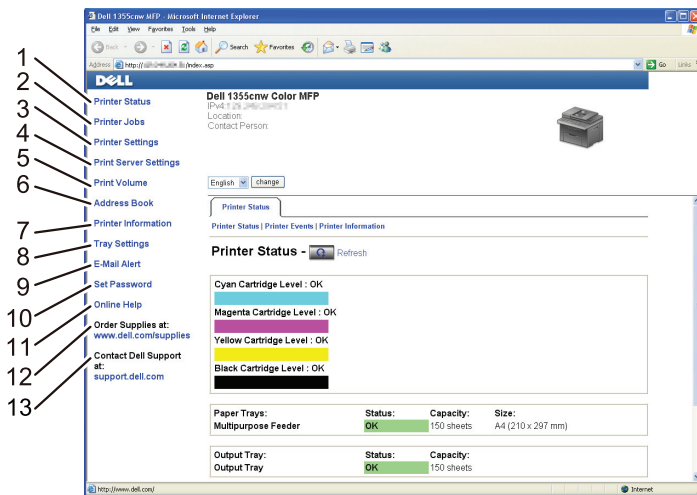 Dell 1355cnw MFP - Microsoft Internet Explorer
File Edit View Favorites Tools Help
Back Search Favorites
Address http:// /index.asp Go Links
DELL
1
2
3
4
5
6
7
8
9
10
11
12
13
Printer Status
Printer Jobs
Printer Settings
Print Server Settings
Print Volume
Address Book
Printer Information
Tray Settings
E-Mail Alert
Set Password
Online Help
Order Supplies at:
www.dell.com/supplies
Contact Dell Support
at:
support.dell.com
Dell 1355cnw Color MFP
IPv4:
Location:
Contact Person:
English change
Printer Status
Printer Status | Printer Events | Printer Information
Printer Status - Refresh
Cyan Cartridge Level : OK
Magenta Cartridge Level : OK
Yellow Cartridge Level : OK
Black Cartridge Level : OK
Paper Trays: Status: Capacity: Size:
Multipurpose Feeder OK 150 sheets A4 (210 x 297 mm)
Output Tray: Status: Capacity:
Output Tray OK 150 sheets
http://www.dell.com/ Internet